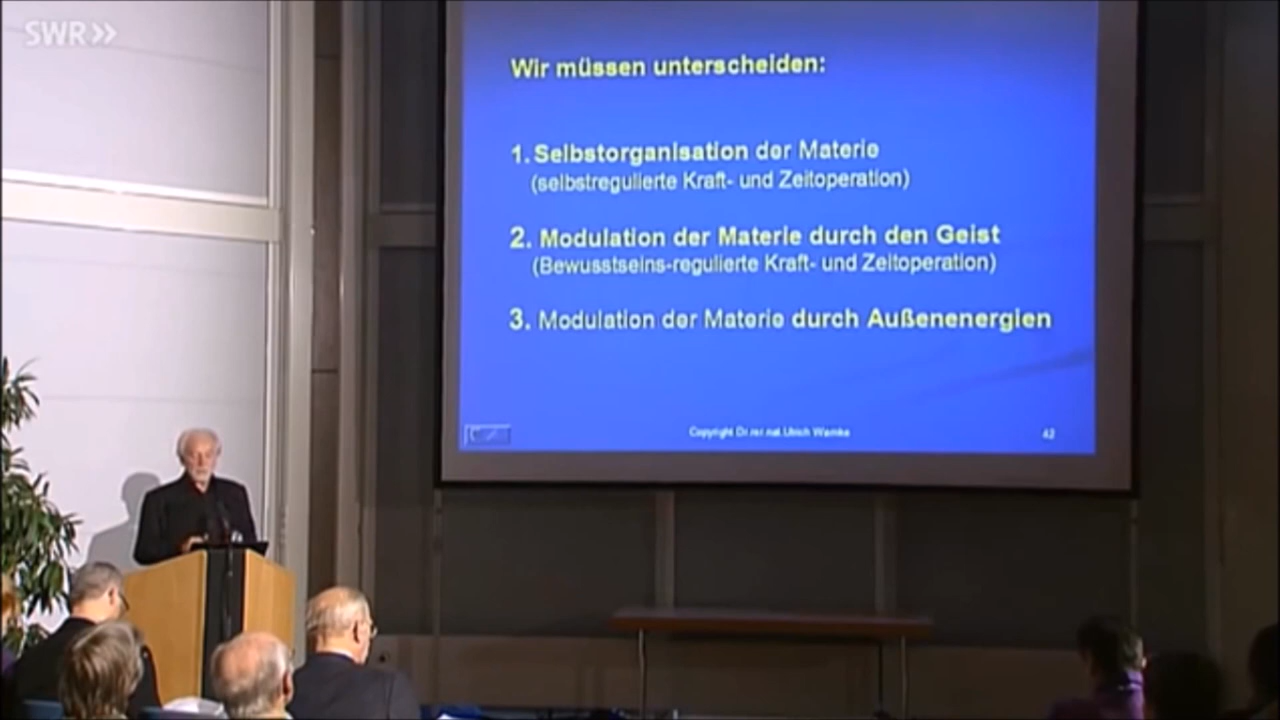 SWR»
Wir müssen unterscheiden:
1. Selbstorganisation der Materie
(selbstregulierte Kraft- und Zeitoperation)
2. Modulation der Materie durch den Geist
(Bewusstseins-regulierte Kraft- und Zeitoperation)
3. Modulation der Materie durch Außenenergien
Copyright Dr.rer.nat.Ulrich Warnke
42